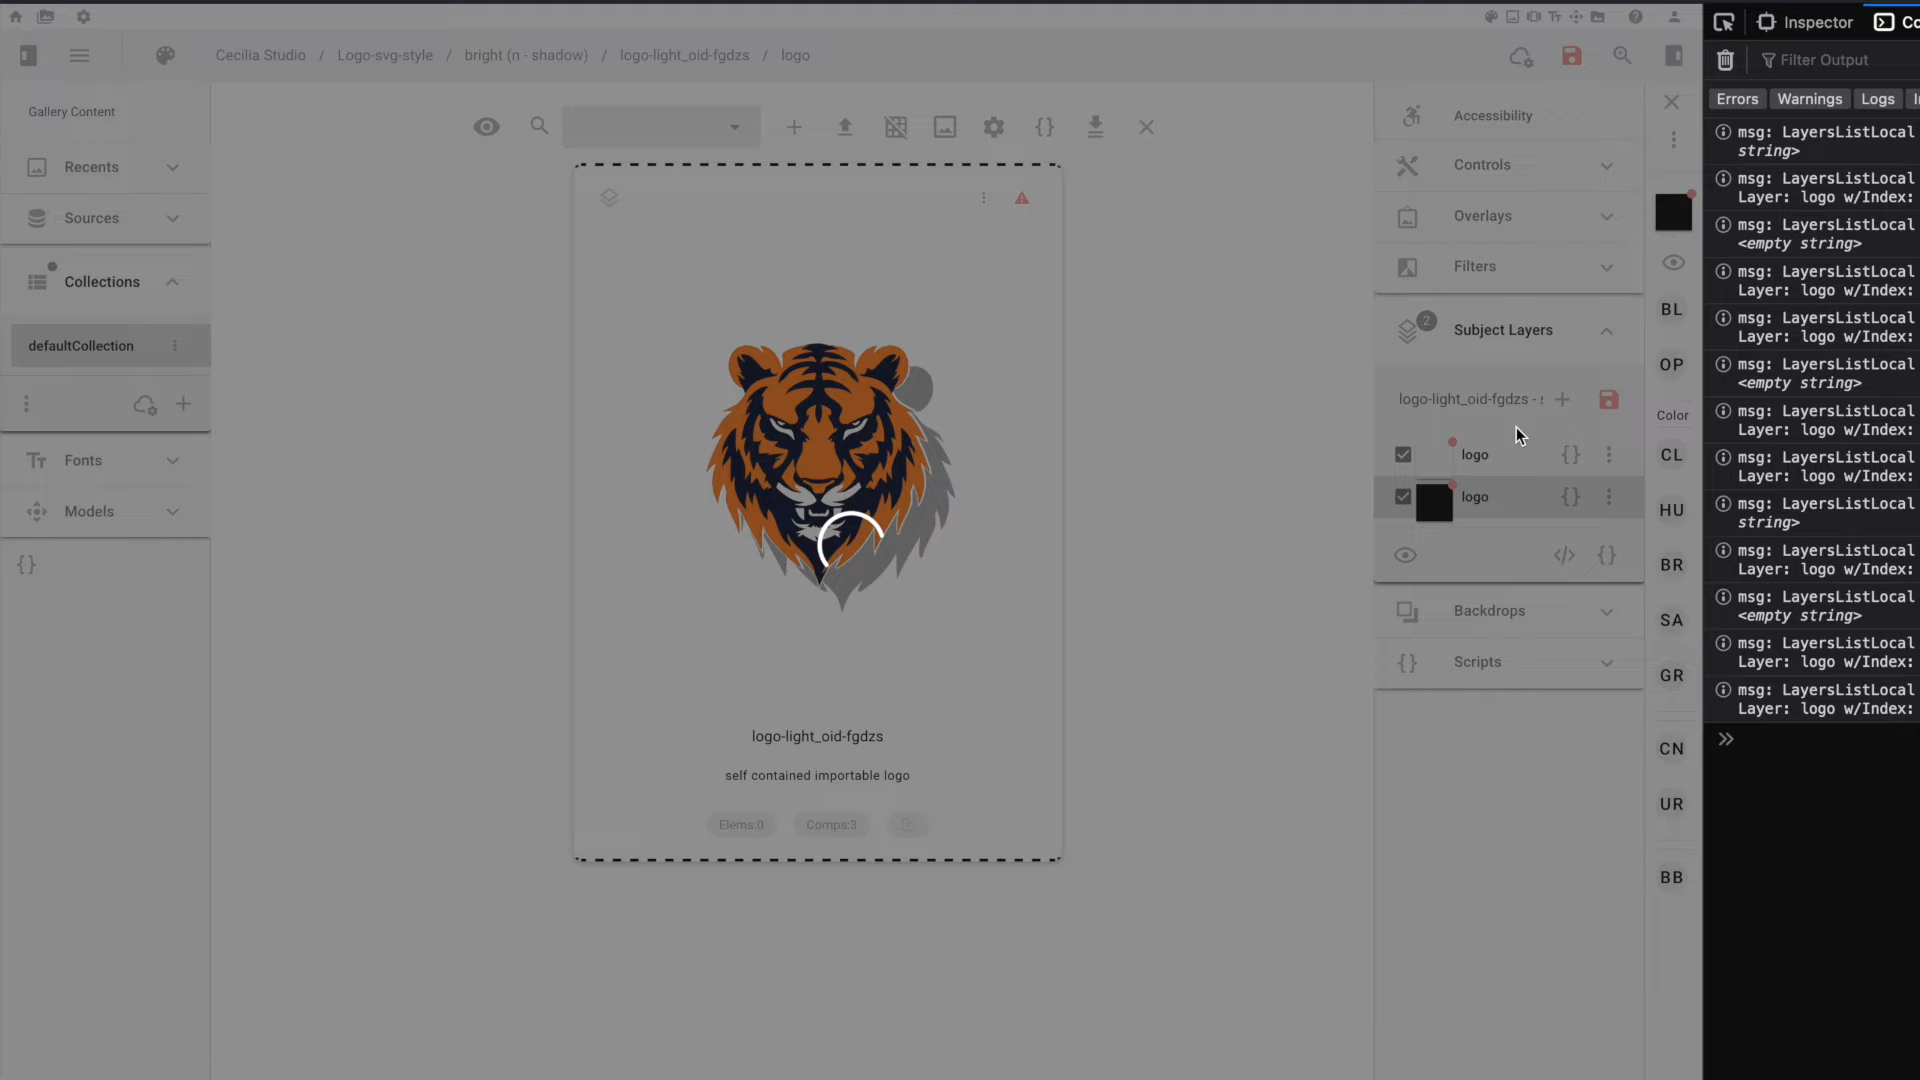 Inspector
Co
Cecilia Studio / Logo-svg-style / bright (n - shadow) / logo-light_oid-fgdzs / logo
Filter Output
Errors Warnings Logs
Gallery Content
Recents
Sources
Collections
defaultCollection
Fonts
Models
{}
{}
logo-light_oid-fgdzs
self contained importable logo
Elems:0 Comps:3
Accessibility
Controls
Overlays
Filters
2
Subject Layers
logo-light_oid-fgdzs -
logo {}
logo {}
</> {}
Backdrops
{} Scripts
BL
OP
Color
CL
HU
BR
SA
GR
CN
UR
BB
msg: LayersListLocal
string>
msg: LayersListLocal
Layer: logo w/Index:
msg: LayersListLocal
<empty string>
msg: LayersListLocal
Layer: logo w/Index:
msg: LayersListLocal
Layer: logo w/Index:
msg: LayersListLocal
<empty string>
msg: LayersListLocal
Layer: logo w/Index:
msg: LayersListLocal
Layer: logo w/Index:
msg: LayersListLocal
string>
msg: LayersListLocal
Layer: logo w/Index:
msg: LayersListLocal
<empty string>
msg: LayersListLocal
Layer: logo w/Index:
msg: LayersListLocal
Layer: logo w/Index: